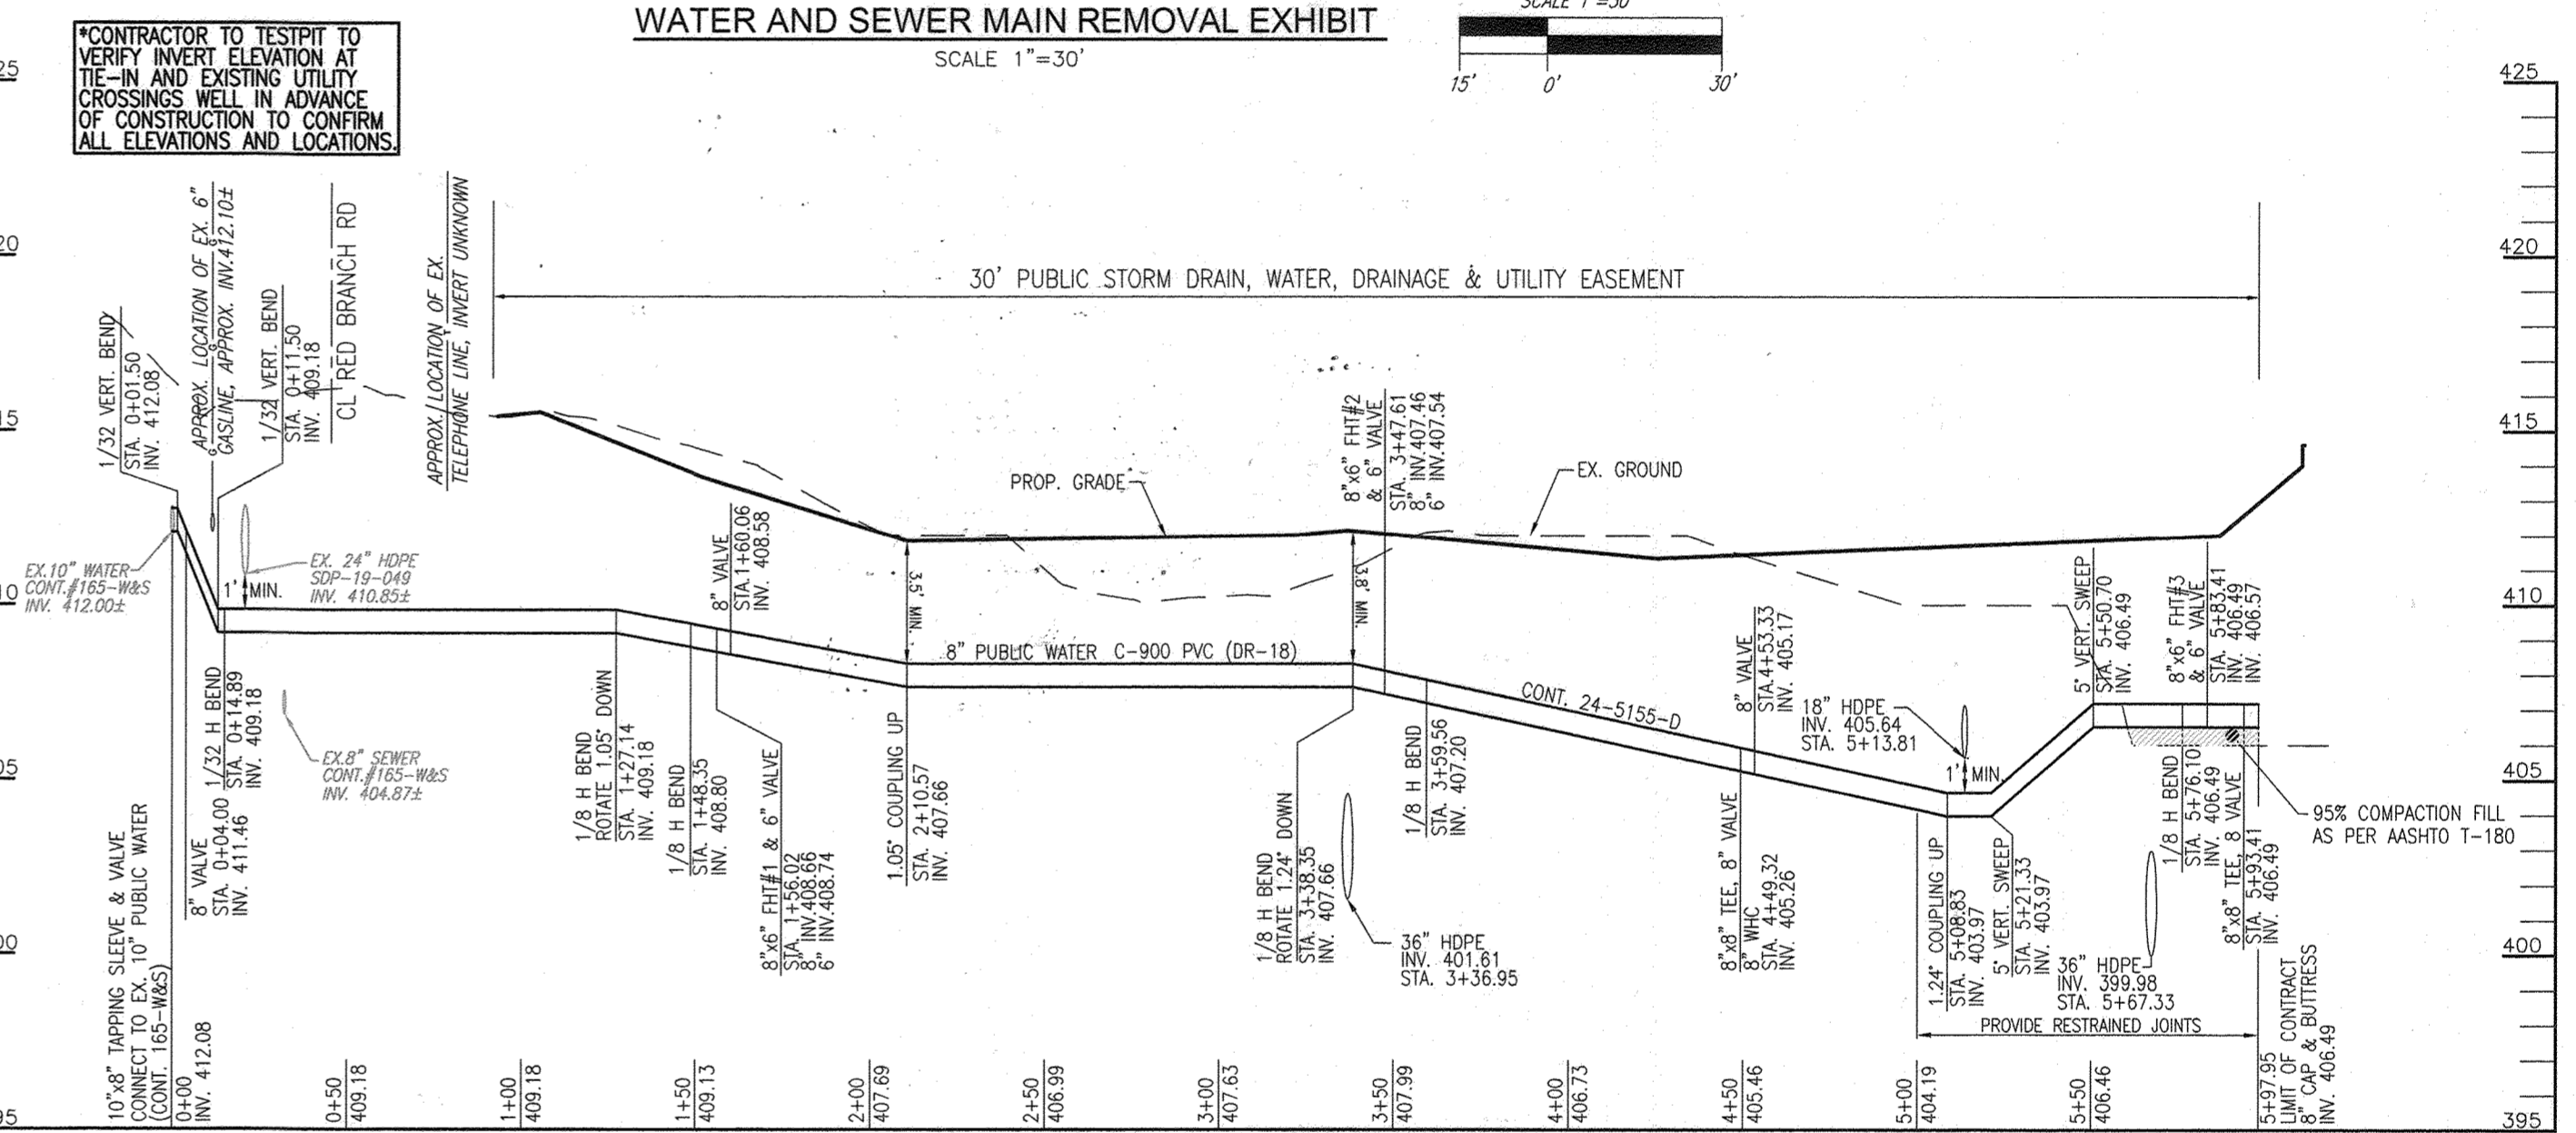 WATER AND SEWER MAIN REMOVAL EXHIBIT
SCALE 1"=30'
SCALE 1"=30'
15'
0'
30'
*CONTRACTOR TO TESTPIT TO
VERIFY INVERT ELEVATION AT
TIE-IN AND EXISTING UTILITY
CROSSINGS WELL IN ADVANCE
OF CONSTRUCTION TO CONFIRM
ALL ELEVATIONS AND LOCATIONS.
25
20
15
10
05
00
95
425
420
415
410
405
400
395
1/32 VERT. BEND
STA. 0+01.50
INV. 412.08
APPROX. LOCATION OF EX. 6"
GASLINE, APPROX. INV.412.10±
G
G
G
1/32 VERT. BEND
STA. 0+11.50
INV. 409.18
CL RED BRANCH RD
APPROX. LOCATION OF EX.
TELEPHONE LINE, INVERT UNKNOWN
30' PUBLIC STORM DRAIN, WATER, DRAINAGE & UTILITY EASEMENT
PROP. GRADE
8"x6" FHT#2
& 6" VALVE
STA. 3+47.61
8" INV.407.46
6" INV.407.54
EX. GROUND
EX.10" WATER
CONT.#165-W&S
INV. 412.00±
1' MIN.
EX. 24" HDPE
SDP-19-049
INV. 410.85±
8" VALVE
STA.1+60.06
INV. 408.58
3.5' MIN.
3.8' MIN.
8" PUBLIC WATER C-900 PVC (DR-18)
CONT. 24-5155-D
8" VALVE
STA.4+53.33
INV. 405.17
18" HDPE
INV. 405.64
STA. 5+13.81
1' MIN.
5° VERT. SWEEP
STA. 5+50.70
INV. 406.49
8"x6" FHT#3
& 6" VALVE
STA. 5+83.41
INV. 406.49
INV. 406.57
10"x8" TAPPING SLEEVE & VALVE
CONNECT TO EX. 10" PUBLIC WATER
(CONT. 165-W&S)
8" VALVE
STA. 0+04.00
INV. 411.46
1/32 H BEND
STA. 0+14.89
INV. 409.18
EX.8" SEWER
CONT.#165-W&S
INV. 404.87±
1/8 H BEND
ROTATE 1.05° DOWN
STA. 1+27.14
INV. 409.18
1/8 H BEND
STA. 1+48.35
INV. 408.80
8"x6" FHT#1 & 6" VALVE
STA. 1+56.02
8" INV.408.66
6" INV.408.74
1.05° COUPLING UP
STA. 2+10.57
INV. 407.66
1/8 H BEND
ROTATE 1.24° DOWN
STA. 3+38.35
INV. 407.66
36" HDPE
INV. 401.61
STA. 3+36.95
1/8 H BEND
STA. 3+59.56
INV. 407.20
8"x8" TEE, 8" VALVE
8" WHC
STA. 4+49.32
INV. 405.26
1.24° COUPLING UP
STA. 5+08.83
INV. 403.97
5° VERT. SWEEP
STA. 5+21.33
INV. 403.97
36" HDPE
INV. 399.98
STA. 5+67.33
PROVIDE RESTRAINED JOINTS
1/8 H BEND
STA. 5+76.10
INV. 406.49
8"x8" TEE, 8 VALVE
STA. 5+93.41
INV. 406.49
95% COMPACTION FILL
AS PER AASHTO T-180
0+00
INV. 412.08
0+50
409.18
1+00
409.18
1+50
409.13
2+00
407.69
2+50
406.99
3+00
407.63
3+50
407.99
4+00
406.73
4+50
405.46
5+00
404.19
5+50
406.46
5+97.95
LIMIT OF CONTRACT
8" CAP & BUTTRESS
INV. 406.49